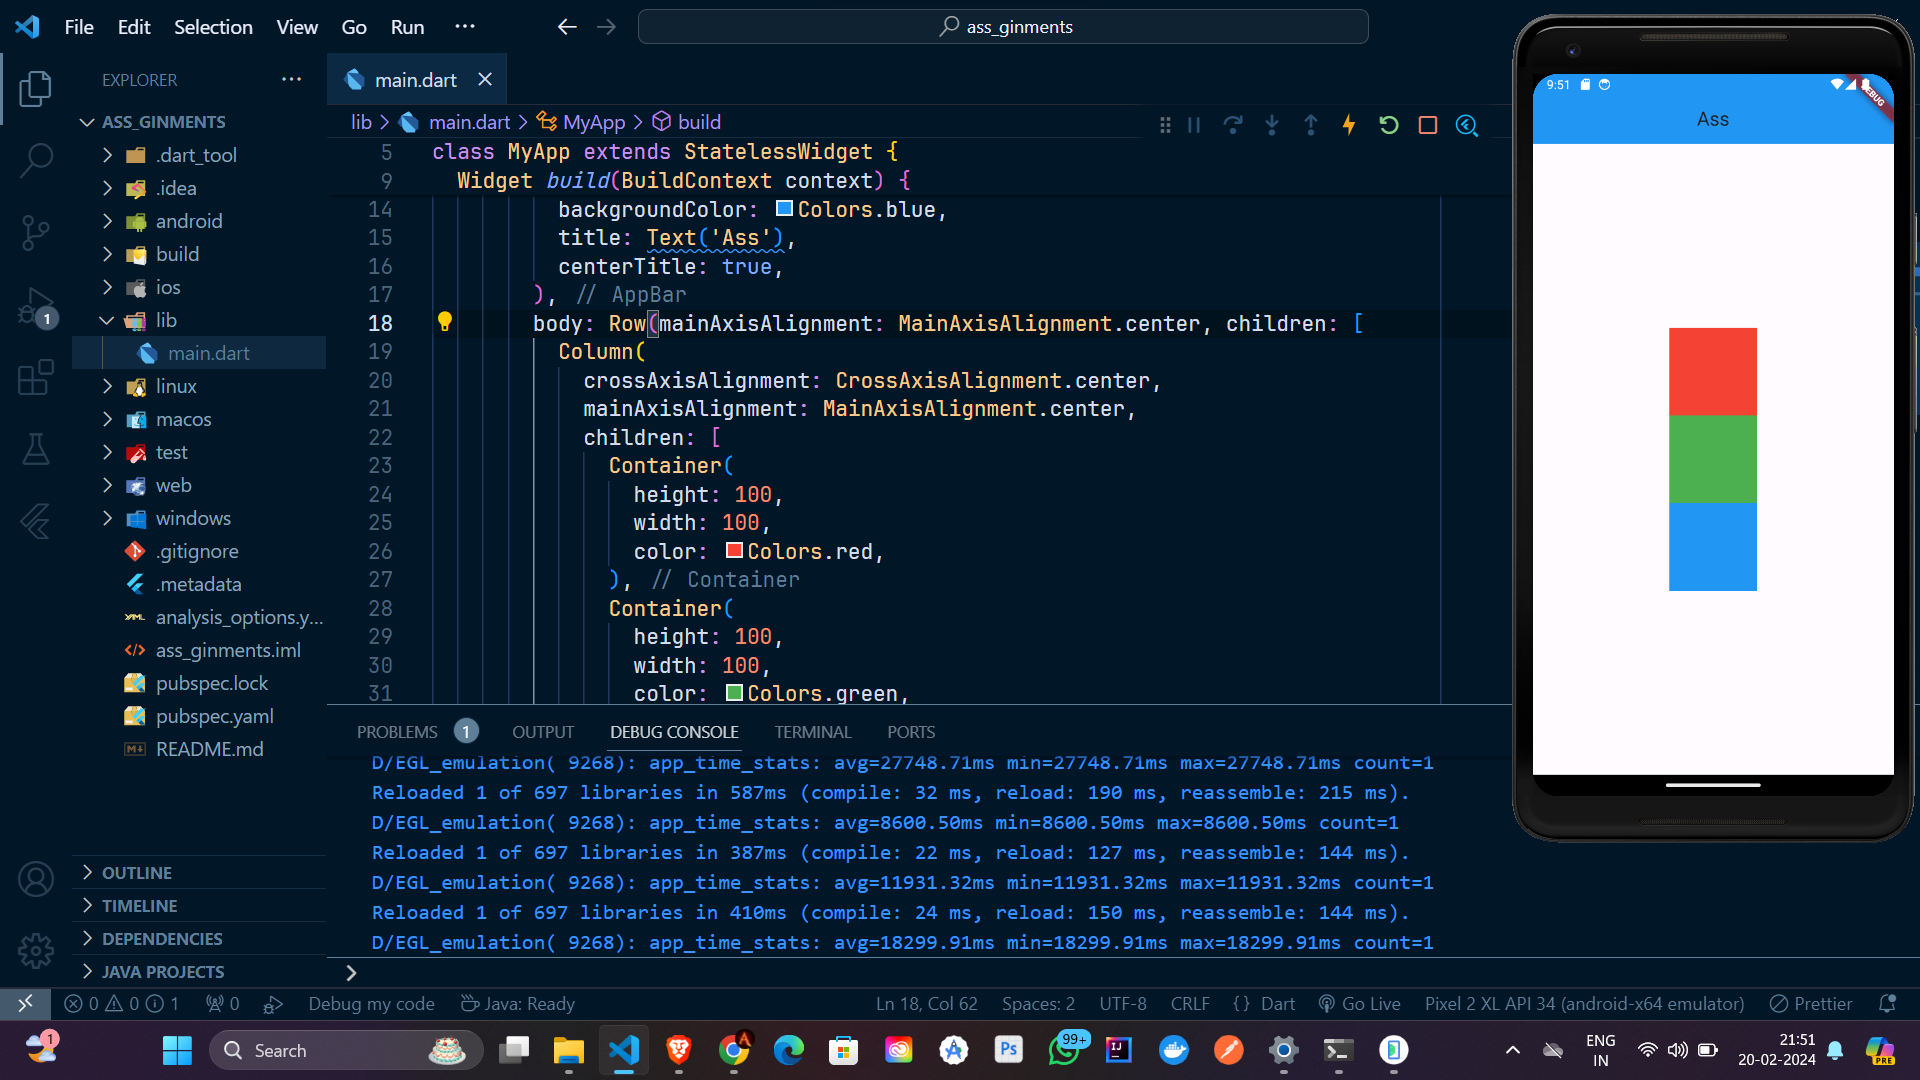 File Edit Selection View Go Run ···
ass_ginments
EXPLORER
ASS_GINMENTS
.dart_tool
.idea
android
build
ios
lib
main.dart
linux
macos
test
web
windows
.gitignore
.metadata
analysis_options.y...
ass_ginments.iml
pubspec.lock
pubspec.yaml
README.md
OUTLINE
TIMELINE
DEPENDENCIES
JAVA PROJECTS
1
main.dart
lib > main.dart > MyApp > build
5 class MyApp extends StatelessWidget {
9 Widget build(BuildContext context) {
14 backgroundColor: Colors.blue,
15 title: Text('Ass'),
16 centerTitle: true,
17 ), // AppBar
18 body: Row(mainAxisAlignment: MainAxisAlignment.center, children: [
19 Column(
20 crossAxisAlignment: CrossAxisAlignment.center,
21 mainAxisAlignment: MainAxisAlignment.center,
22 children: [
23 Container(
24 height: 100,
25 width: 100,
26 color: Colors.red,
27 ), // Container
28 Container(
29 height: 100,
30 width: 100,
31 color: Colors.green,
PROBLEMS 1 OUTPUT DEBUG CONSOLE TERMINAL PORTS
D/EGL_emulation( 9268): app_time_stats: avg=27748.71ms min=27748.71ms max=27748.71ms count=1
Reloaded 1 of 697 libraries in 587ms (compile: 32 ms, reload: 190 ms, reassemble: 215 ms).
D/EGL_emulation( 9268): app_time_stats: avg=8600.50ms min=8600.50ms max=8600.50ms count=1
Reloaded 1 of 697 libraries in 387ms (compile: 22 ms, reload: 127 ms, reassemble: 144 ms).
D/EGL_emulation( 9268): app_time_stats: avg=11931.32ms min=11931.32ms max=11931.32ms count=1
Reloaded 1 of 697 libraries in 410ms (compile: 24 ms, reload: 150 ms, reassemble: 144 ms).
D/EGL_emulation( 9268): app_time_stats: avg=18299.91ms min=18299.91ms max=18299.91ms count=1
>
9:51
DEBUG
Ass
0 0 1 0 Debug my code Java: Ready Ln 18, Col 62 Spaces: 2 UTF-8 CRLF {} Dart Go Live Pixel 2 XL API 34 (android-x64 emulator) Prettier
1 Search A Ps 99+ IJ ENG 21:51
IN 20-02-2024 PRE